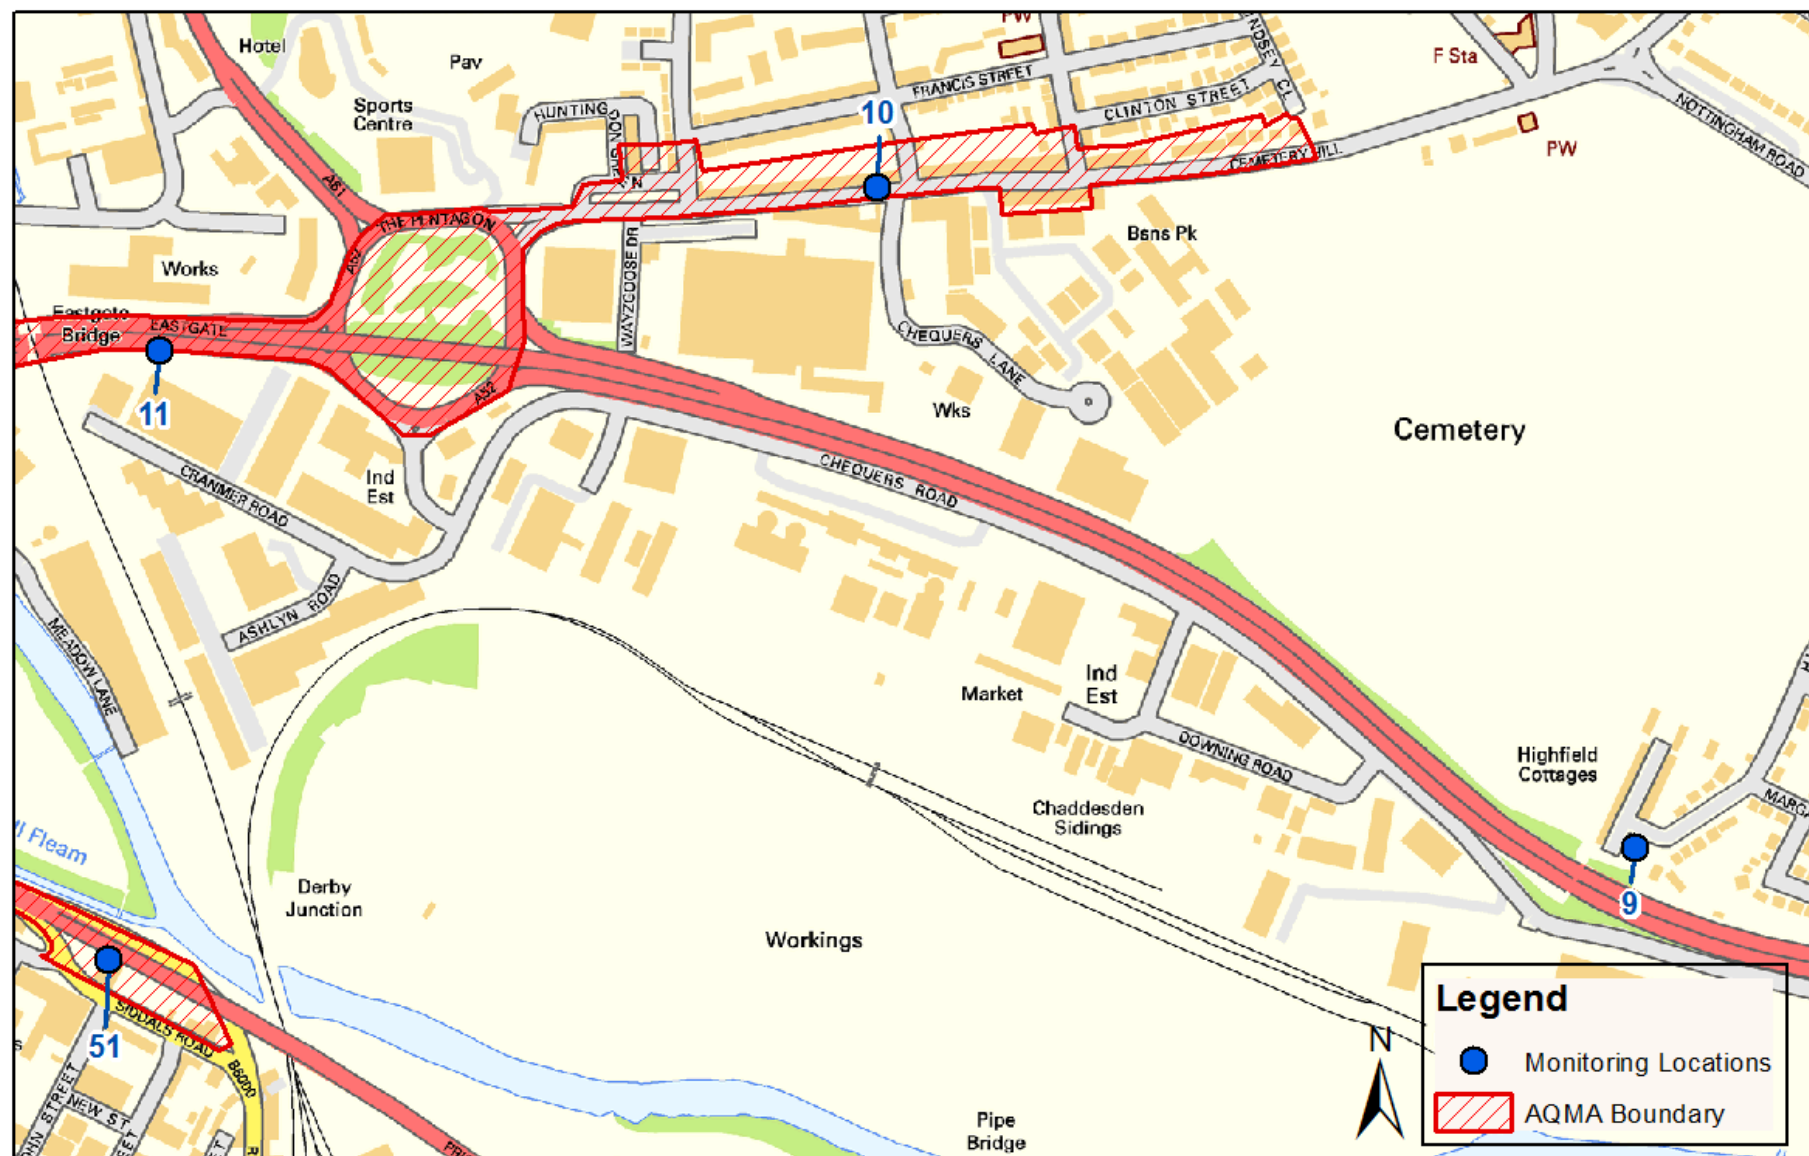 PW
Hotel
Pav
F Sta
Sports
Centre
HUNTING
FRANCIS STREET
CLINTON STREET
NOTTINGHAM ROAD
10
PW
CEMETERY HILL
A61
THE PENTAGON
N
Bsns Pk
A52
Works
WAYZGOOSE DR
Eastgate
Bridge
EASTGATE
CHEQUERS LANE
A52
11
Wks
Cemetery
CRANMER ROAD
Ind
Est
CHEQUERS ROAD
ASHLYN ROAD
MEADOW LANE
Market
Ind
Est
DOWNING ROAD
Highfield
Cottages
Chaddesden
Sidings
Fleam
Derby
Junction
9
Workings
51
SIDDALS ROAD
B6000
NEW ST
Pipe
Bridge
N
Legend
Monitoring Locations
AQMA Boundary